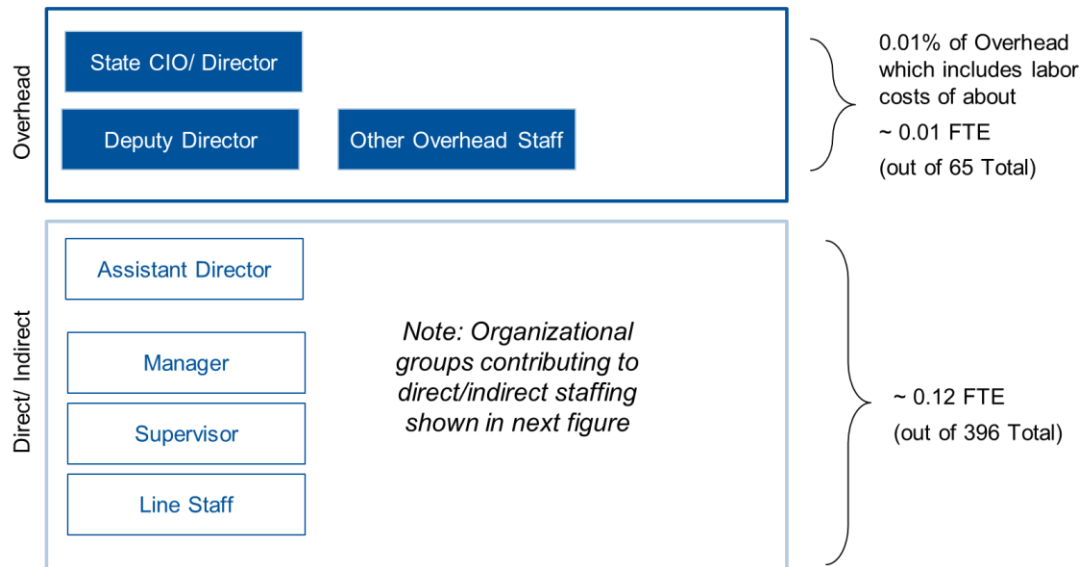 Overhead
State CIO/ Director
Deputy Director
Other Overhead Staff
0.01% of Overhead
which includes labor
costs of about
~ 0.01 FTE
(out of 65 Total)
Direct/ Indirect
Assistant Director
Manager
Supervisor
Line Staff
Note: Organizational
groups contributing to
direct/indirect staffing
shown in next figure
~ 0.12 FTE
(out of 396 Total)